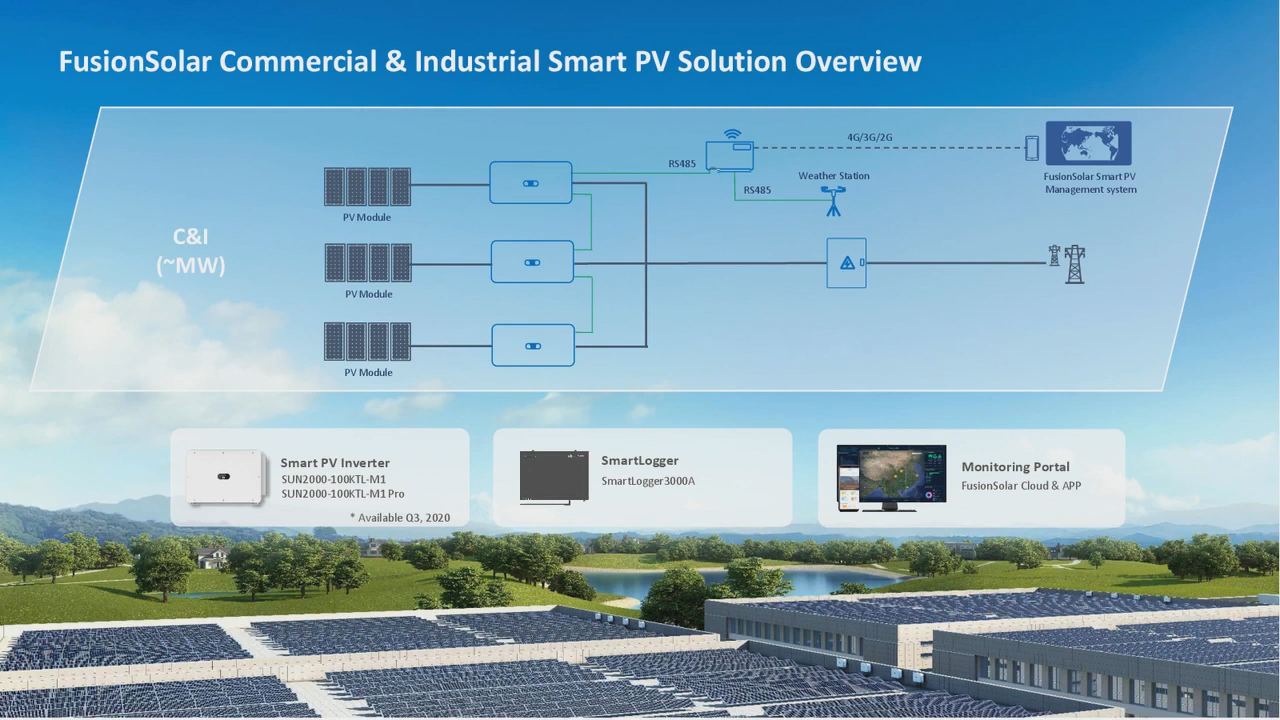 FusionSolar Commercial & Industrial Smart PV Solution Overview
4G/3G/2G
RS485
Weather Station
FusionSolar Smart PV
Management system
RS485
PV Module
C&I
(~MW)
PV Module
PV Module
Smart PV Inverter
SUN2000-100KTL-M1
SUN2000-100KTL-M1 Pro
* Available Q3, 2020
SmartLogger
SmartLogger3000A
Monitoring Portal
FusionSolar Cloud & APP